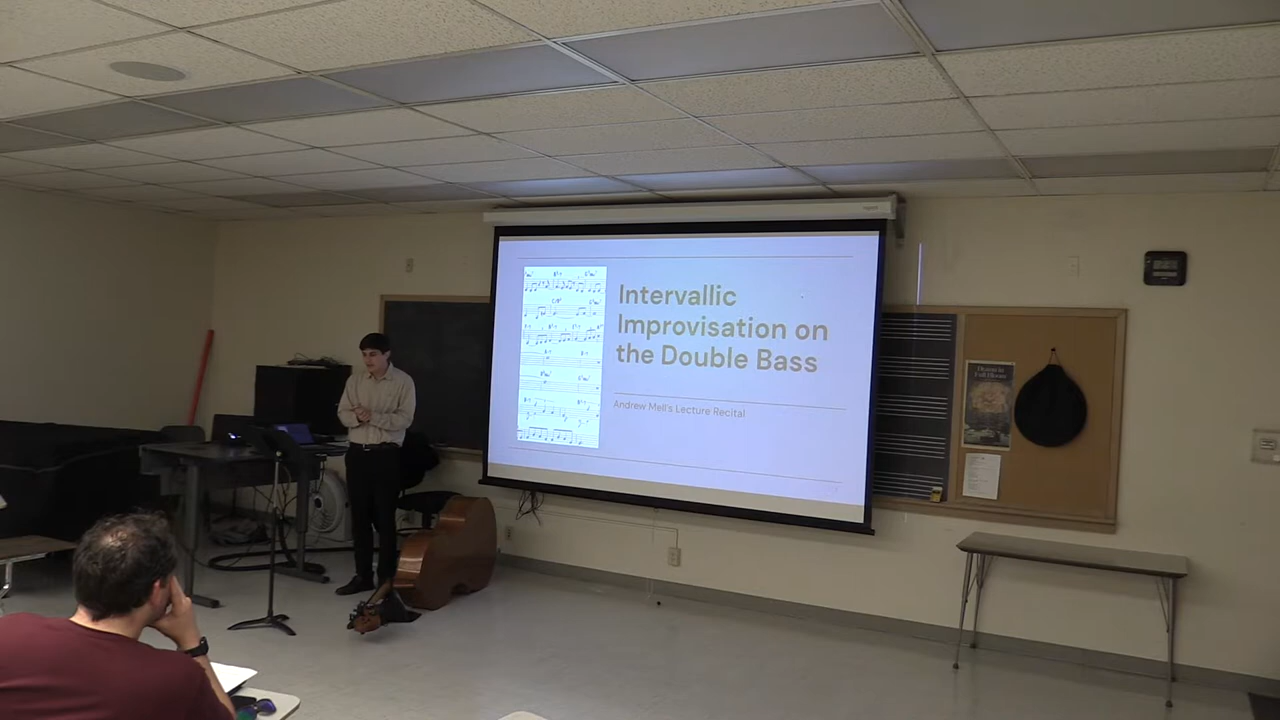 Intervallic
Improvisation on
the Double Bass
Andrew Mell's Lecture Recital